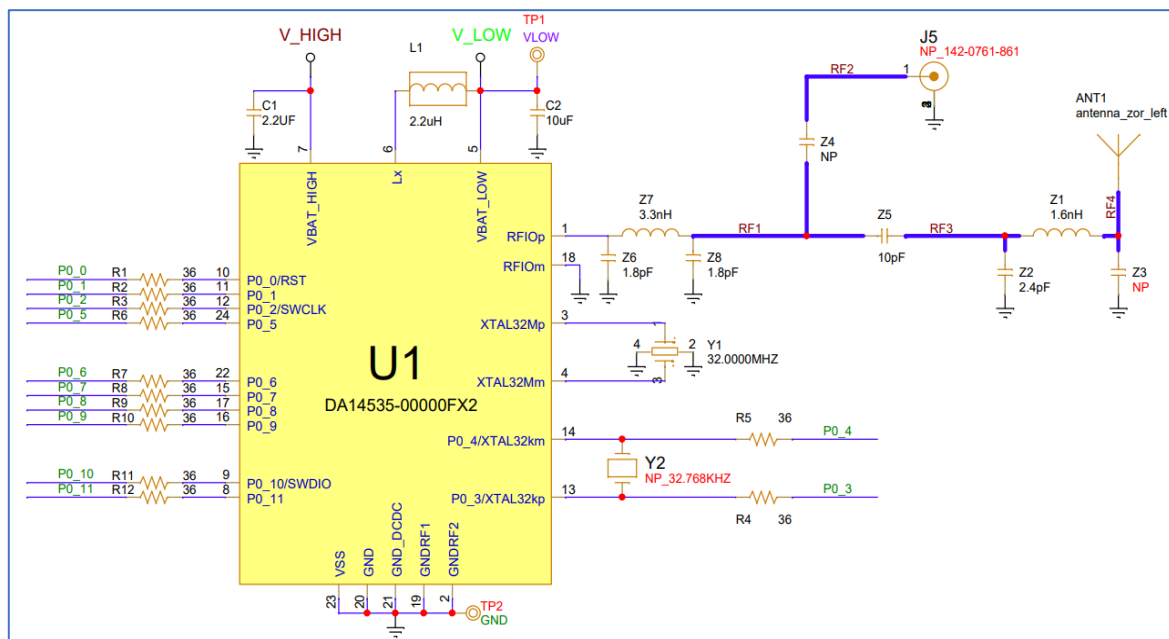 V_HIGH
L1
V_LOW
TP1
VLOW
C1
2.2UF
2.2uH
C2
10uF
7
6
5
VBAT_HIGH
Lx
VBAT_LOW
J5
NP_142-0761-861
1
RF2
ANT1
antenna_zor_left
Z4
NP
RFIOp
1
Z7
3.3nH
RF1
Z5
10pF
RF3
Z1
1.6nH
RF4
RFIOm
18
Z6
1.8pF
Z8
1.8pF
Z2
2.4pF
Z3
NP
P0_0 R1 36 10 P0_0/RST
P0_1 R2 36 11 P0_1
P0_2 R3 36 12 P0_2/SWCLK
P0_5 R6 36 24 P0_5
XTAL32Mp
3
1
4
2
Y1
32.0000MHZ
3
XTAL32Mm
4
U1
DA14535-00000FX2
P0_6 R7 36 22 P0_6
P0_7 R8 36 15 P0_7
P0_8 R9 36 17 P0_8
P0_9 R10 36 16 P0_9
P0_4/XTAL32km
14
R5
36
P0_4
Y2
NP_32.768KHZ
P0_10 R11 36 9 P0_10/SWDIO
P0_11 R12 36 8 P0_11
P0_3/XTAL32kp
13
R4 36
P0_3
VSS
GND
GND_DCDC
GNDRF1
GNDRF2
23
20
21
19
2
TP2
GND